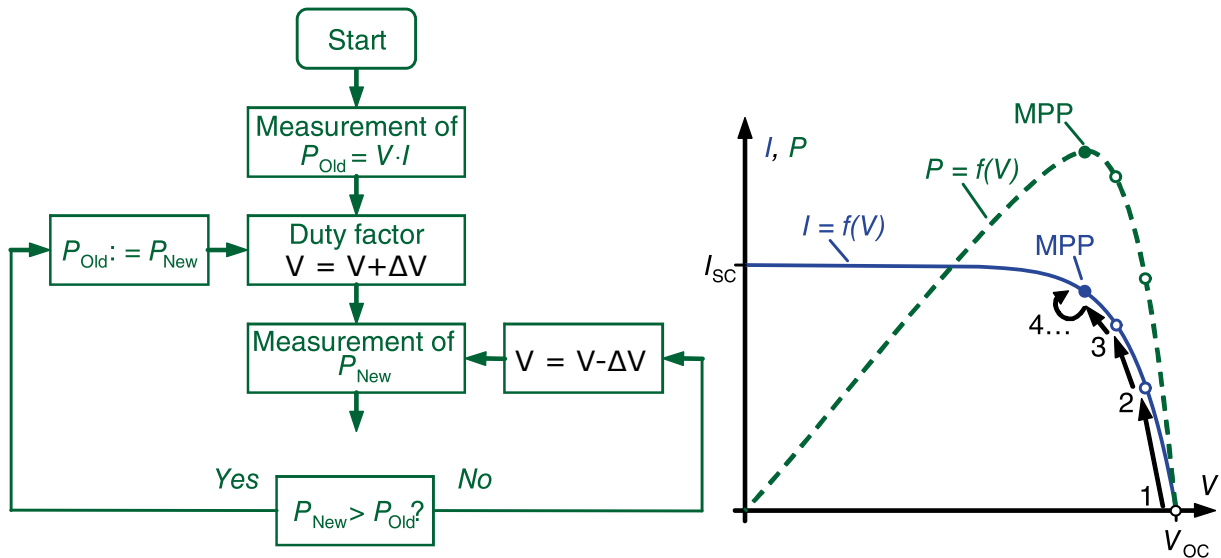 Start
Measurement of
P_Old = V·I
P_Old : = P_New
Duty factor
V = V+ΔV
Measurement of
P_New
V = V-ΔV
Yes
No
P_New > P_Old?
MPP
I, P
P = f(V)
I = f(V)
MPP
I_SC
4...
3
2
1
V
V_OC